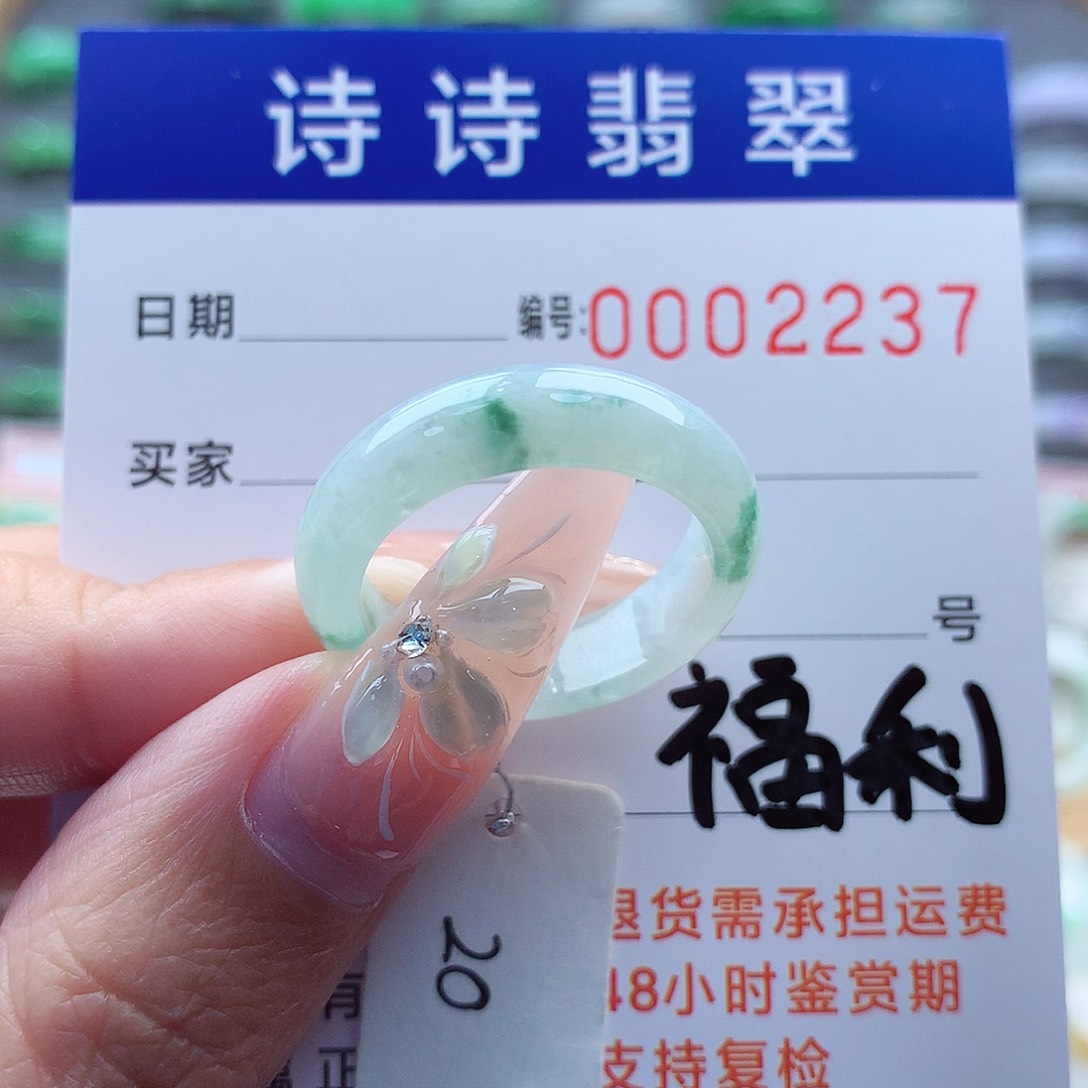 诗诗翡翠
日期 编号:0002237
买家
号
福利
退货需承担运费
48小时鉴赏期
支持复检
20